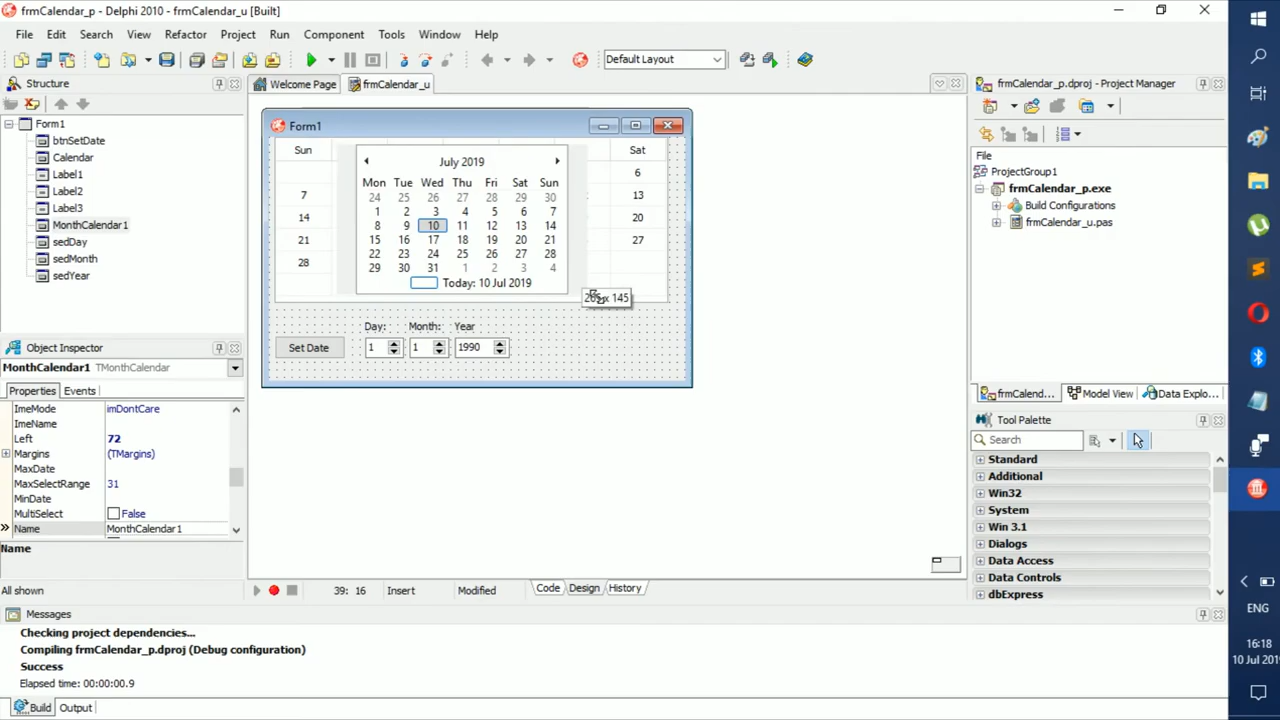 frmCalendar_p - Delphi 2010 - frmCalendar_u [Built]
File Edit Search View Refactor Project Run Component Tools Window Help
Default Layout
Structure
Form1
btnSetDate
Calendar
Label1
Label2
Label3
MonthCalendar1
sedDay
sedMonth
sedYear
Object Inspector
MonthCalendar1 TMonthCalendar
Properties Events
ImeMode imDontCare
ImeName
Left 72
Margins (TMargins)
MaxDate
MaxSelectRange 31
MinDate
MultiSelect False
Name MonthCalendar1
Name
All shown
Welcome Page frmCalendar_u
Form1
Sun Sat
6
7 13
14 20
21 27
28
July 2019
Mon Tue Wed Thu Fri Sat Sun
24 25 26 27 28 29 30
1 2 3 4 5 6 7
8 9 10 11 12 13 14
15 16 17 18 19 20 21
22 23 24 25 26 27 28
29 30 31 1 2 3 4
Today: 10 Jul 2019
x 145
Day: Month: Year
Set Date 1 1 1990
39: 16 Insert Modified Code Design History
frmCalendar_p.dproj - Project Manager
File
ProjectGroup1
frmCalendar_p.exe
Build Configurations
frmCalendar_u.pas
frmCalend... Model View Data Explo...
Tool Palette
Search
Standard
Additional
Win32
System
Win 3.1
Dialogs
Data Access
Data Controls
dbExpress
Messages
Checking project dependencies...
Compiling frmCalendar_p.dproj (Debug configuration)
Success
Elapsed time: 00:00:00.9
Build Output
ENG
16:18
10 Jul 201